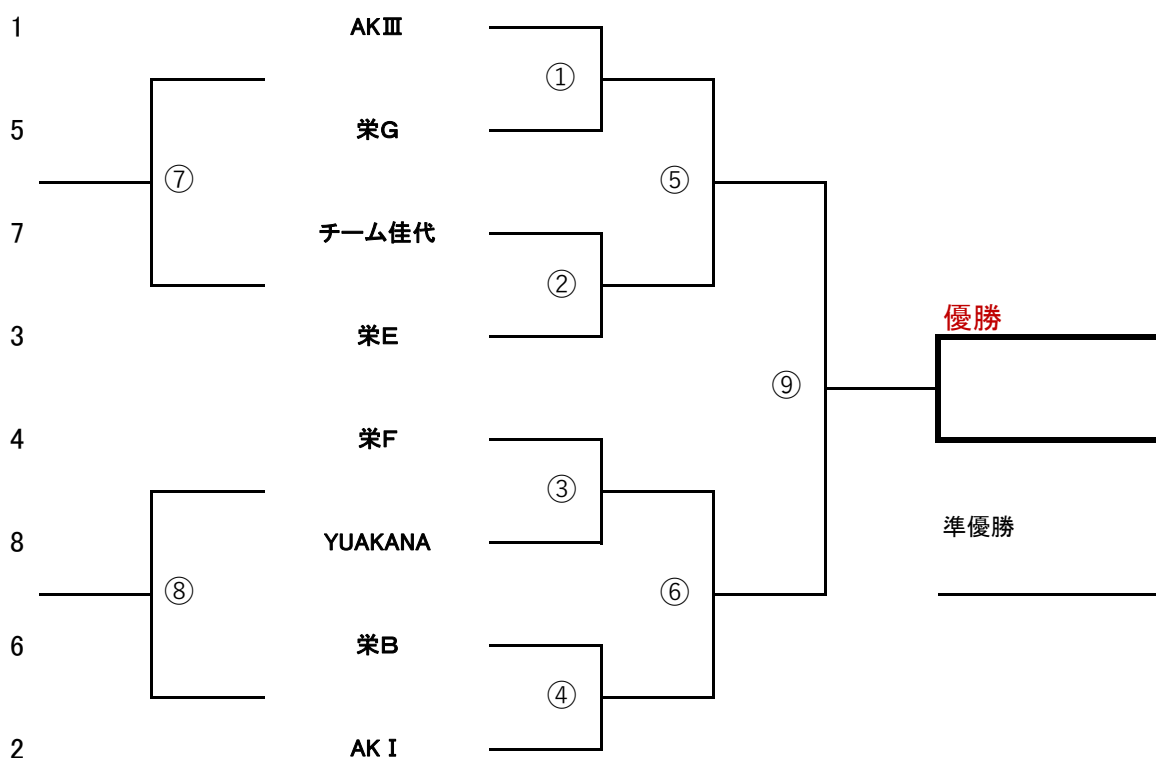 1 AKⅢ
①
5 栄G
⑦ ⑤
7 チーム佳代
②
優勝
3 栄E
⑨
4 栄F
③
準優勝
8 YUAKANA
⑧ ⑥
6 栄B
④
2 AKⅠ